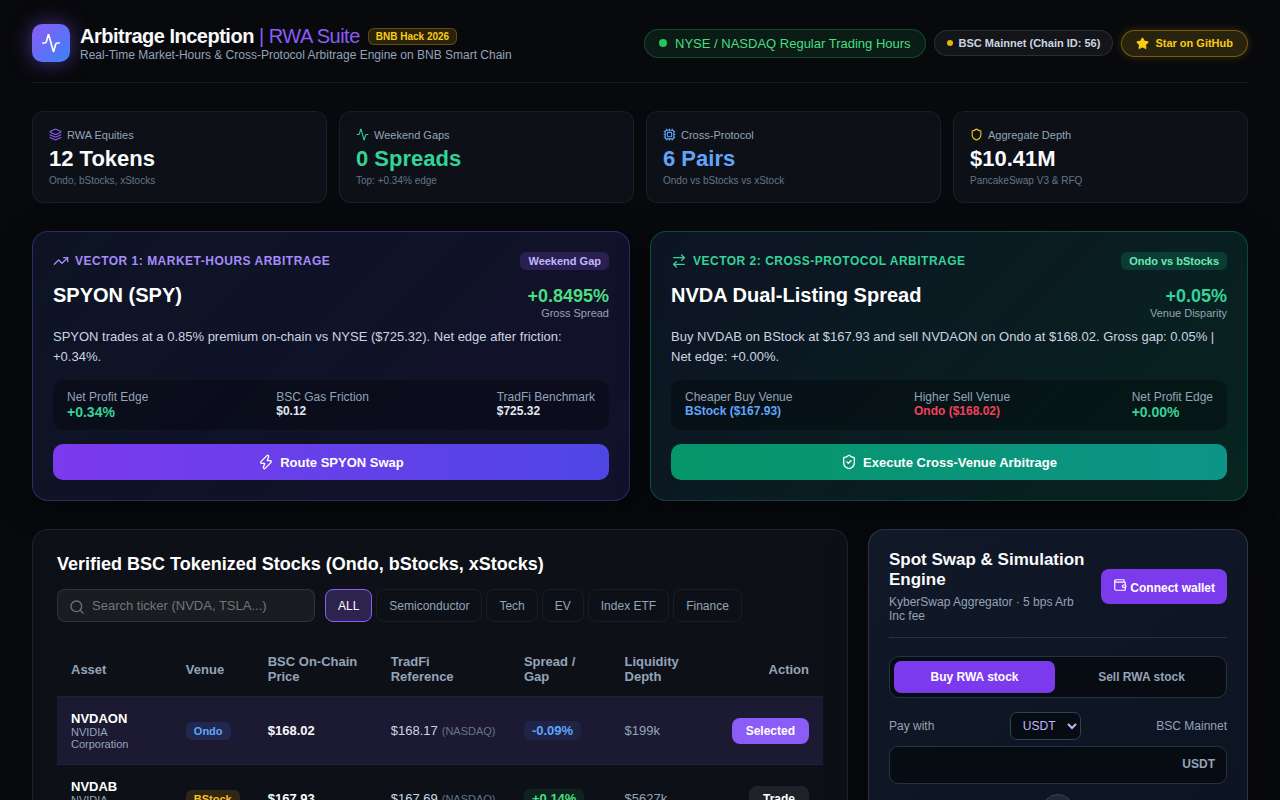 Arbitrage Inception | RWA Suite BNB Hack 2026
Real-Time Market-Hours & Cross-Protocol Arbitrage Engine on BNB Smart Chain
NYSE / NASDAQ Regular Trading Hours
BSC Mainnet (Chain ID: 56)
Star on GitHub
RWA Equities
12 Tokens
Ondo, bStocks, xStocks
Weekend Gaps
0 Spreads
Top: +0.34% edge
Cross-Protocol
6 Pairs
Ondo vs bStocks vs xStock
Aggregate Depth
$10.41M
PancakeSwap V3 & RFQ
VECTOR 1: MARKET-HOURS ARBITRAGE
Weekend Gap
SPYON (SPY)
+0.8495%
Gross Spread
SPYON trades at a 0.85% premium on-chain vs NYSE ($725.32). Net edge after friction:
+0.34%.
Net Profit Edge
+0.34%
BSC Gas Friction
$0.12
TradFi Benchmark
$725.32
Route SPYON Swap
VECTOR 2: CROSS-PROTOCOL ARBITRAGE
Ondo vs bStocks
NVDA Dual-Listing Spread
+0.05%
Venue Disparity
Buy NVDAB on BStock at $167.93 and sell NVDAON on Ondo at $168.02. Gross gap: 0.05% |
Net edge: +0.00%.
Cheaper Buy Venue
BStock ($167.93)
Higher Sell Venue
Ondo ($168.02)
Net Profit Edge
+0.00%
Execute Cross-Venue Arbitrage
Verified BSC Tokenized Stocks (Ondo, bStocks, xStocks)
Search ticker (NVDA, TSLA...)
ALL
Semiconductor
Tech
EV
Index ETF
Finance
Asset
Venue
BSC On-Chain
Price
TradFi
Reference
Spread /
Gap
Liquidity
Depth
Action
NVDAON
NVIDIA
Corporation
Ondo
$168.02
$168.17 (NASDAQ)
-0.09%
$199k
Selected
NVDAB
NVIDIA
BStock
$167.93
$167.69 (NASDAQ)
+0.14%
$5627k
Trade
Spot Swap & Simulation
Engine
KyberSwap Aggregator · 5 bps Arb
Inc fee
Connect wallet
Buy RWA stock
Sell RWA stock
Pay with
USDT
BSC Mainnet
USDT